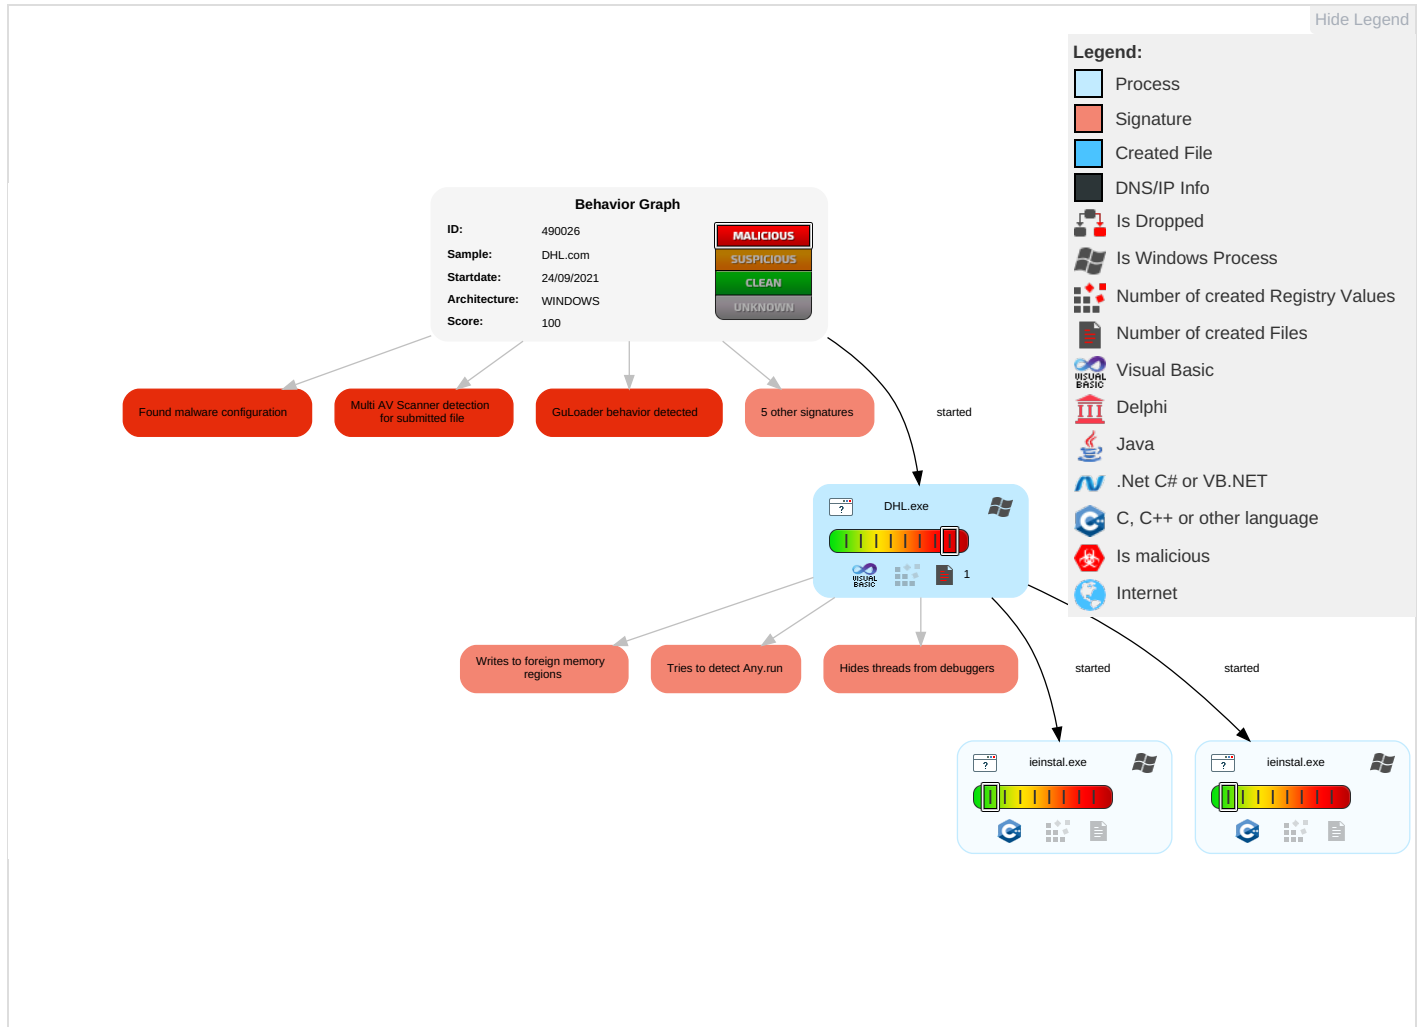 Hide Legend
Legend:
Process
Signature
Created File
DNS/IP Info
Is Dropped
Is Windows Process
Number of created Registry Values
Number of created Files
VISUAL BASIC
Visual Basic
Delphi
Java
.Net C# or VB.NET
C, C++ or other language
Is malicious
Internet
Behavior Graph
ID: 490026
Sample: DHL.com
Startdate: 24/09/2021
Architecture: WINDOWS
Score: 100
MALICIOUS
SUSPICIOUS
CLEAN
UNKNOWN
Found malware configuration
Multi AV Scanner detection
for submitted file
GuLoader behavior detected
5 other signatures
started
?
DHL.exe
VISUAL
BASIC
1
Writes to foreign memory
regions
Tries to detect Any.run
Hides threads from debuggers
started
started
?
ieinstal.exe
?
ieinstal.exe